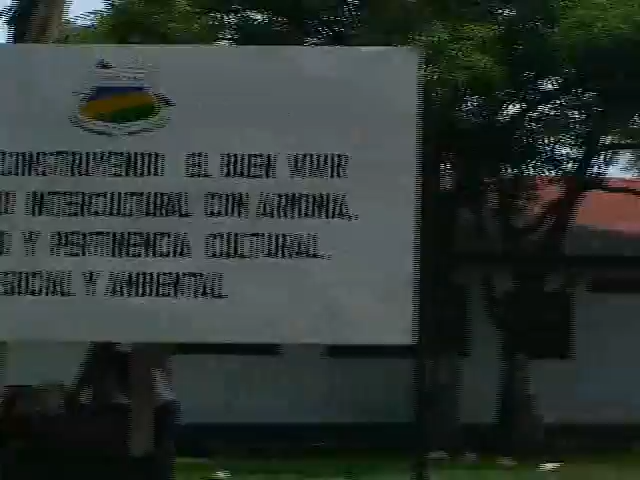 CONSTRUYENDO EL BUEN VIVIR
INTERCULTURAL CON ARMONIA,
Y PERTINENCIA CULTURAL,
SOCIAL Y AMBIENTAL